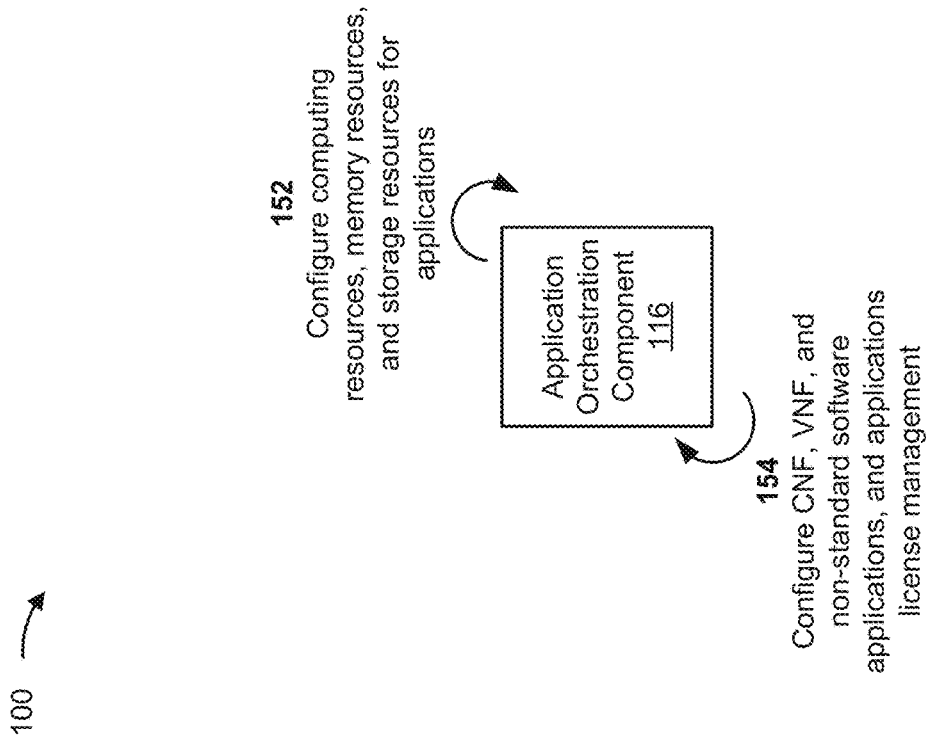 100
152
Configure computing
resources, memory resources,
and storage resources for
applications
Application
Orchestration
Component
116
154
Configure CNF, VNF, and
non-standard software
applications, and applications
license management